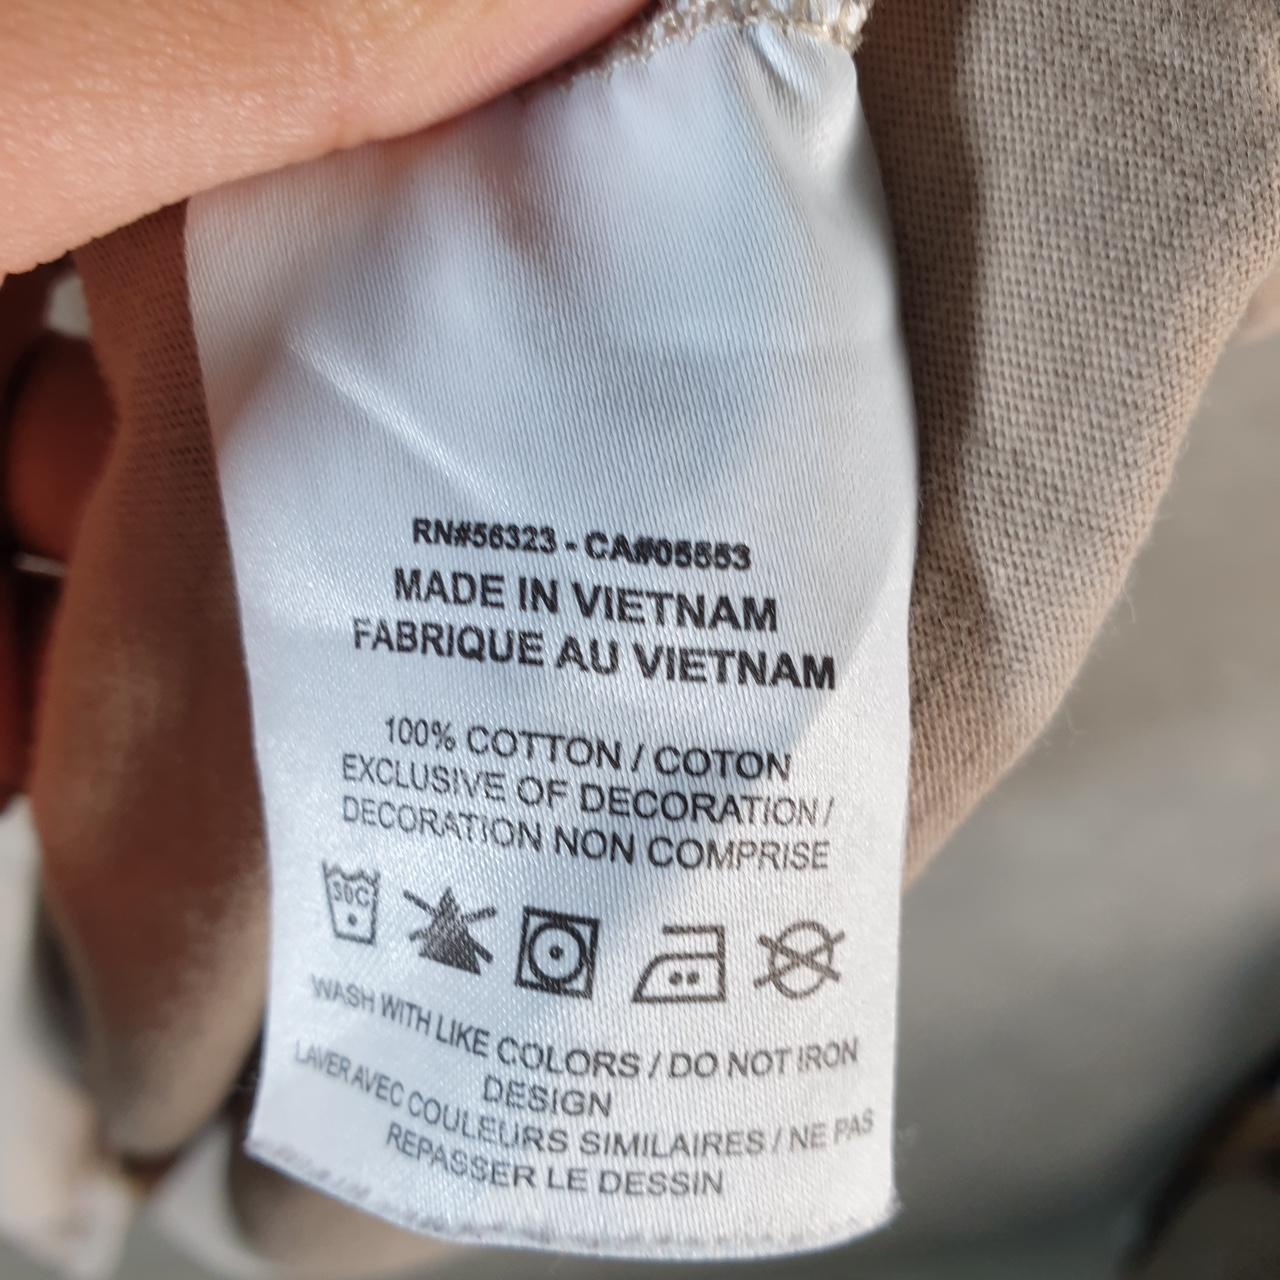 RN#56323 - CA#05553
MADE IN VIETNAM
FABRIQUE AU VIETNAM
100% COTTON / COTON
EXCLUSIVE OF DECORATION /
DECORATION NON COMPRISE
30C
WASH WITH LIKE COLORS / DO NOT IRON
DESIGN
LAVER AVEC COULEURS SIMILAIRES / NE PAS
REPASSER LE DESSIN